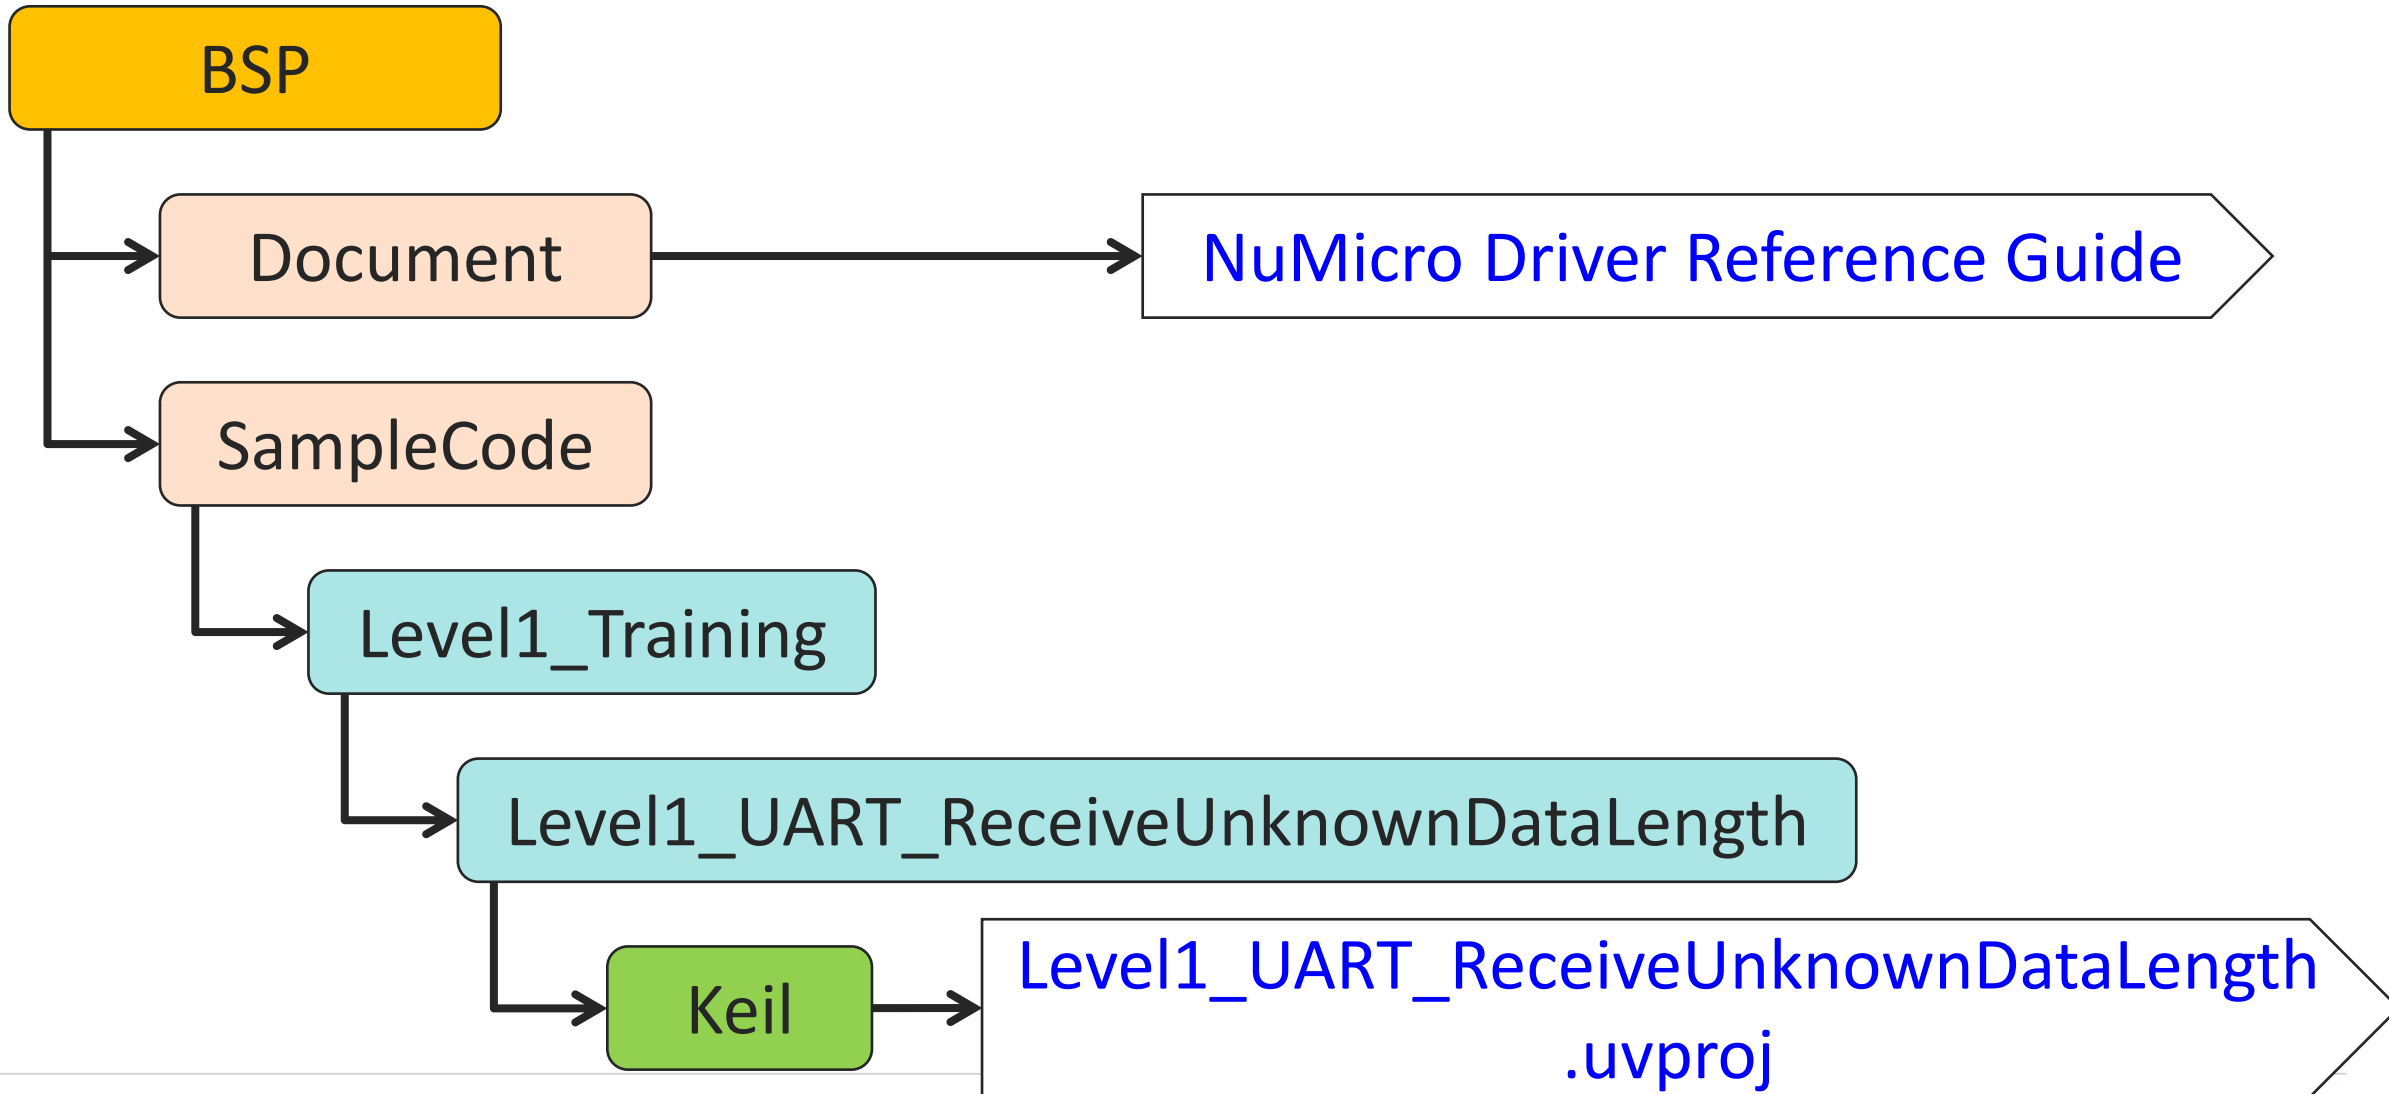 BSP
Document
NuMicro Driver Reference Guide
SampleCode
Level1_Training
Level1_UART_ReceiveUnknownDataLength
Keil
Level1_UART_ReceiveUnknownDataLength
.uvproj